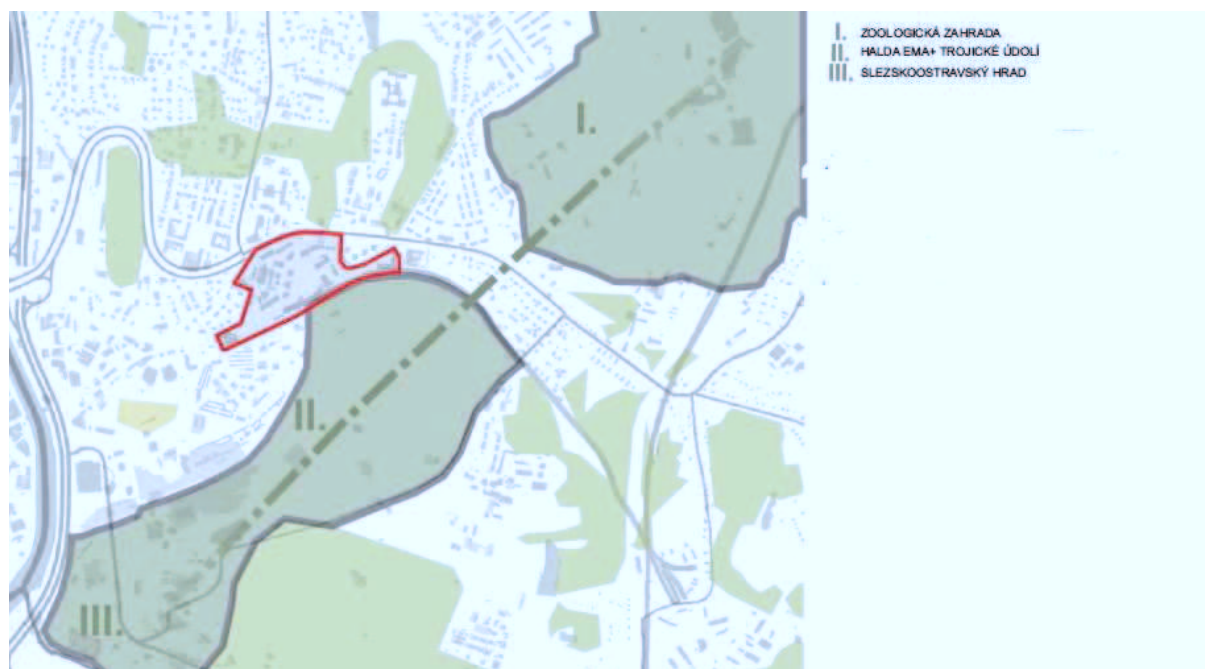 I. ZOOLOGICKÁ ZAHRADA
II. HALDA EMA+ TROJICKÉ ÚDOLÍ
III. SLEZSKOOSTRAVSKÝ HRAD
I.
II.
III.